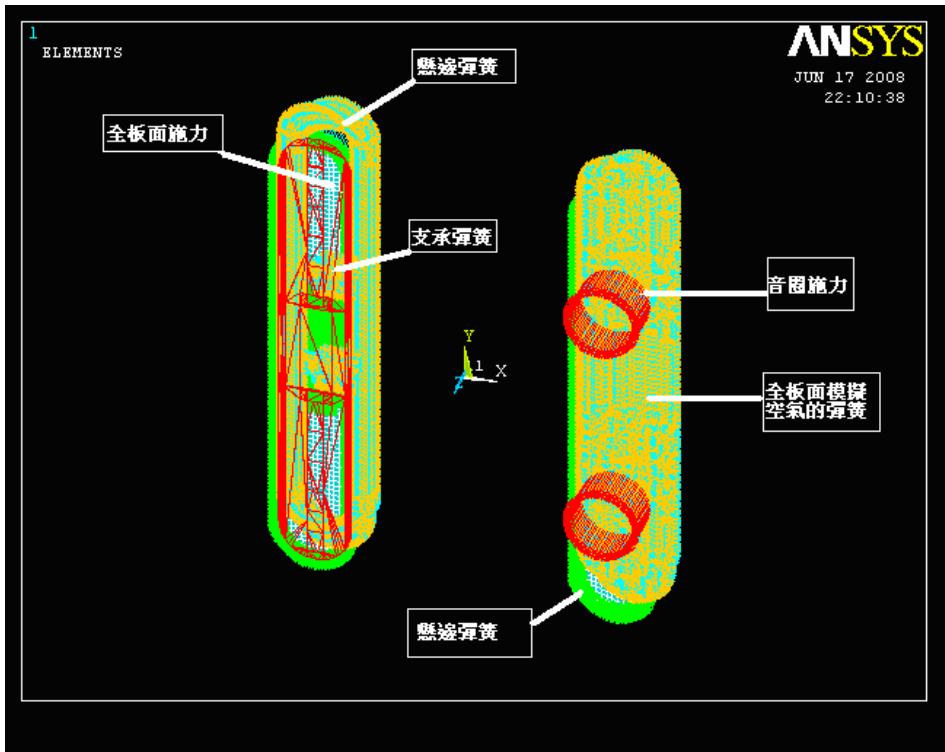 1
ELEMENTS
ANSYS
JUN 17 2008
22:10:38
懸邊彈簧
全板面施力
支承彈簧
音圈施力
Y
1
X
Z
全板面模擬
空氣的彈簧
懸邊彈簧